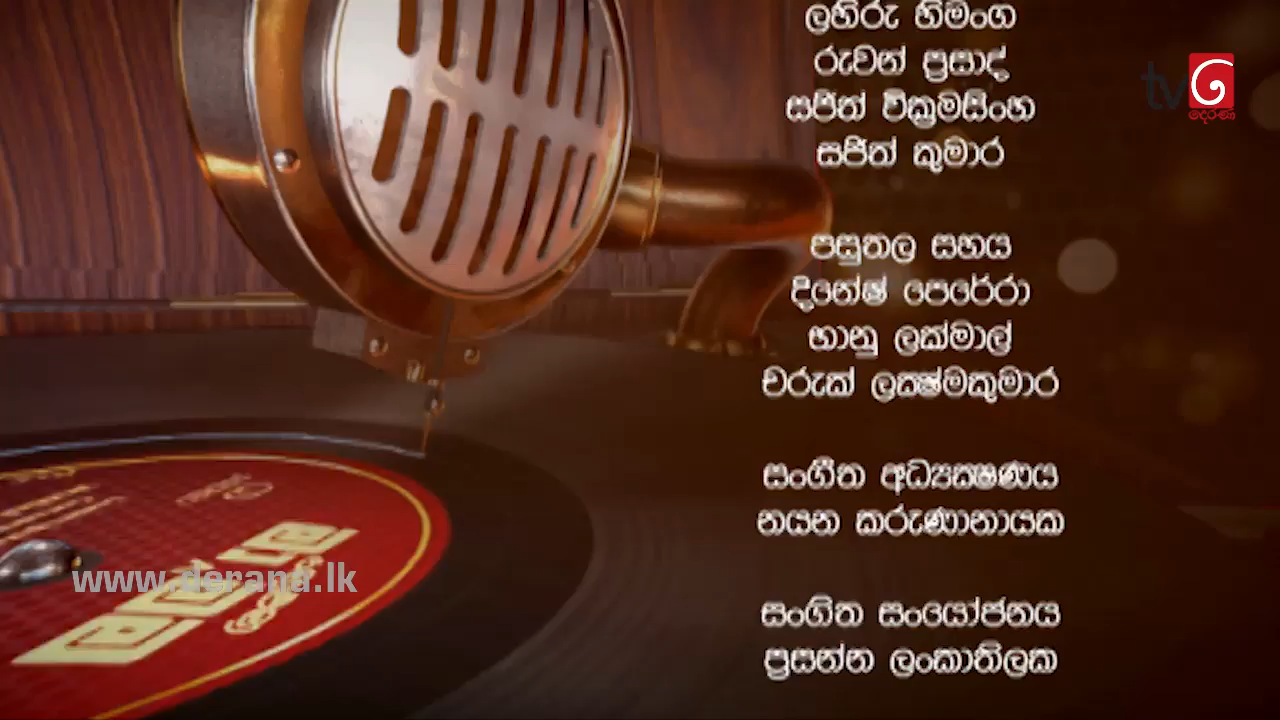 ලහිරු හිමංග
රුවන් ප්‍රසාද්
සජිත් වික්‍රමසිංහ
සජීත් කුමාර
tv දෙරණ
පසුතල සහය
දිනේෂ් පෙරේරා
භානු ලක්මාල්
චරුක් ලක්ෂ්මකුමාර
සංගීත අධ්‍යක්ෂණය
නයන කරුණානායක
සංගිත සංයෝජනය
ප්‍රසන්න ලංකාතිලක
www.derana.lk